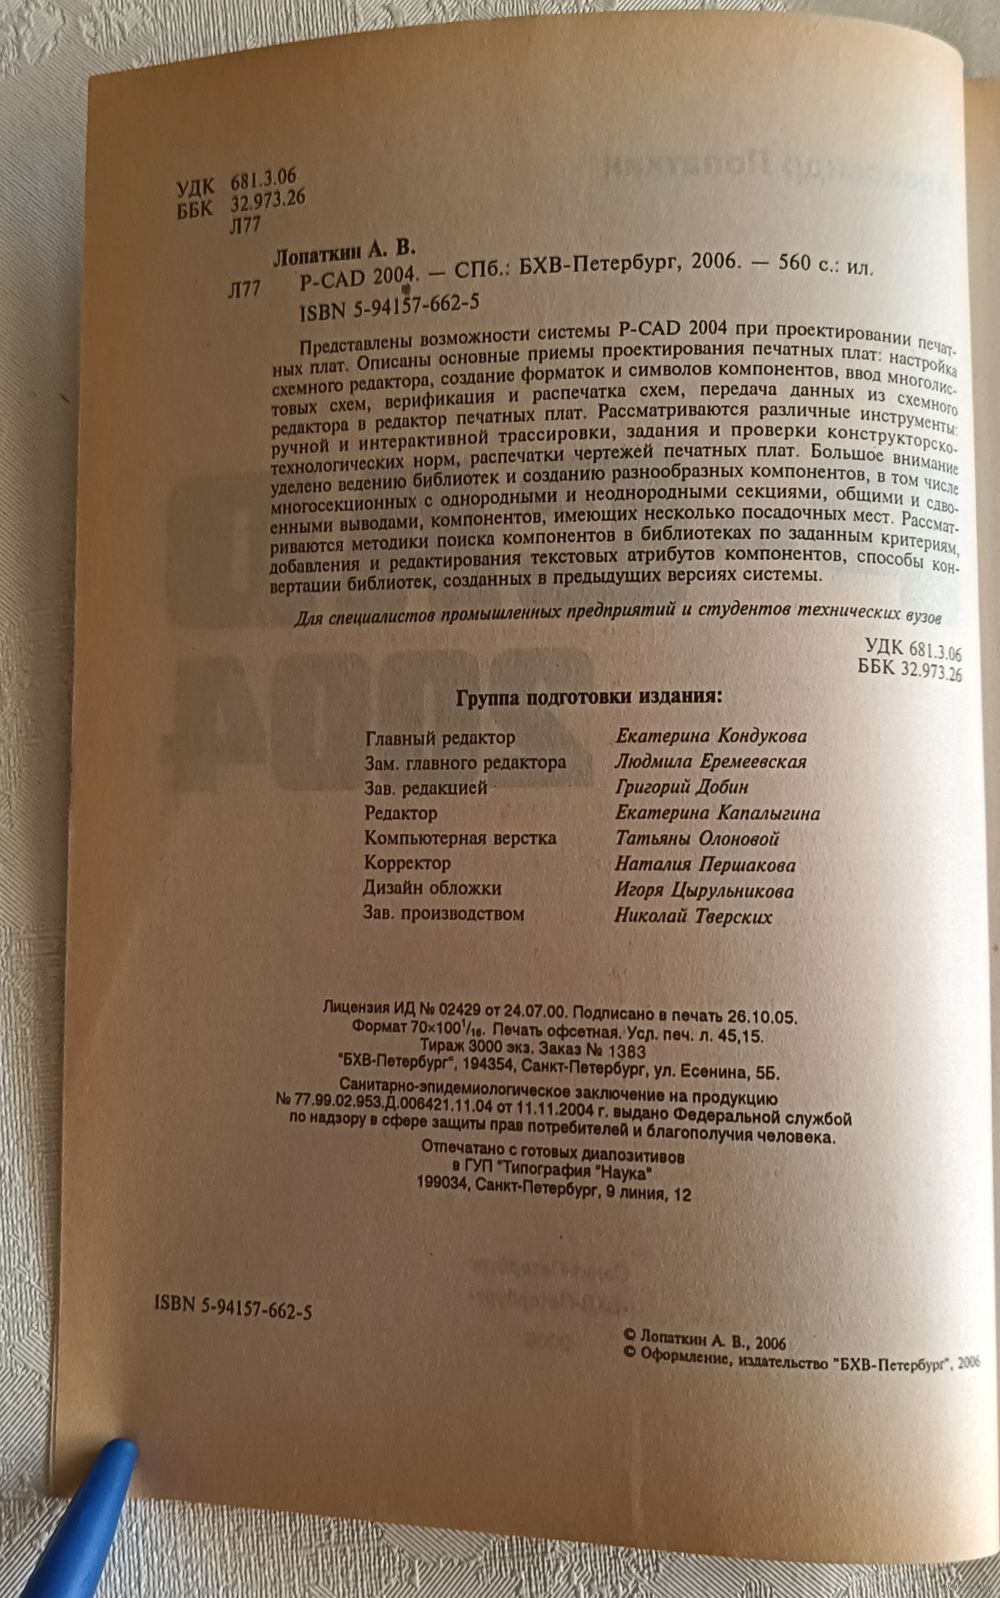 УДК 681.3.06
ББК 32.973.26
Л77
Лопаткин А. В.
Л77 P-CAD 2004. — СПб.: БХВ-Петербург, 2006. — 560 с.: ил.
ISBN 5-94157-662-5
Представлены возможности системы P-CAD 2004 при проектировании печат-
ных плат. Описаны основные приемы проектирования печатных плат: настройка
схемного редактора, создание форматок и символов компонентов, ввод многолис-
товых схем, верификация и распечатка схем, передача данных из схемного
редактора в редактор печатных плат. Рассматриваются различные инструменты:
ручной и интерактивной трассировки, задания и проверки конструкторско-
технологических норм, распечатки чертежей печатных плат. Большое внимание
уделено ведению библиотек и созданию разнообразных компонентов, в том числе
многосекционных с однородными и неоднородными секциями, общими и сдво-
енными выводами, компонентов, имеющих несколько посадочных мест. Рассмат-
риваются методики поиска компонентов в библиотеках по заданным критериям,
добавления и редактирования текстовых атрибутов компонентов, способы кон-
вертации библиотек, созданных в предыдущих версиях системы.
Для специалистов промышленных предприятий и студентов технических вузов
УДК 681.3.06
ББК 32.973.26
Группа подготовки издания:
Главный редактор Екатерина Кондукова
Зам. главного редактора Людмила Еремеевская
Зав. редакцией Григорий Добин
Редактор Екатерина Капалыгина
Компьютерная верстка Татьяны Олоновой
Корректор Наталия Першакова
Дизайн обложки Игоря Цырульникова
Зав. производством Николай Тверских
Лицензия ИД № 02429 от 24.07.00. Подписано в печать 26.10.05.
Формат 70×100¹/₁₆. Печать офсетная. Усл. печ. л. 45,15.
Тираж 3000 экз. Заказ № 1383
"БХВ-Петербург", 194354, Санкт-Петербург, ул. Есенина, 5Б.
Санитарно-эпидемиологическое заключение на продукцию
№ 77.99.02.953.Д.006421.11.04 от 11.11.2004 г. выдано Федеральной службой
по надзору в сфере защиты прав потребителей и благополучия человека.
Отпечатано с готовых диапозитивов
в ГУП "Типография "Наука"
199034, Санкт-Петербург, 9 линия, 12
ISBN 5-94157-662-5
© Лопаткин А. В., 2006
© Оформление, издательство "БХВ-Петербург", 2006